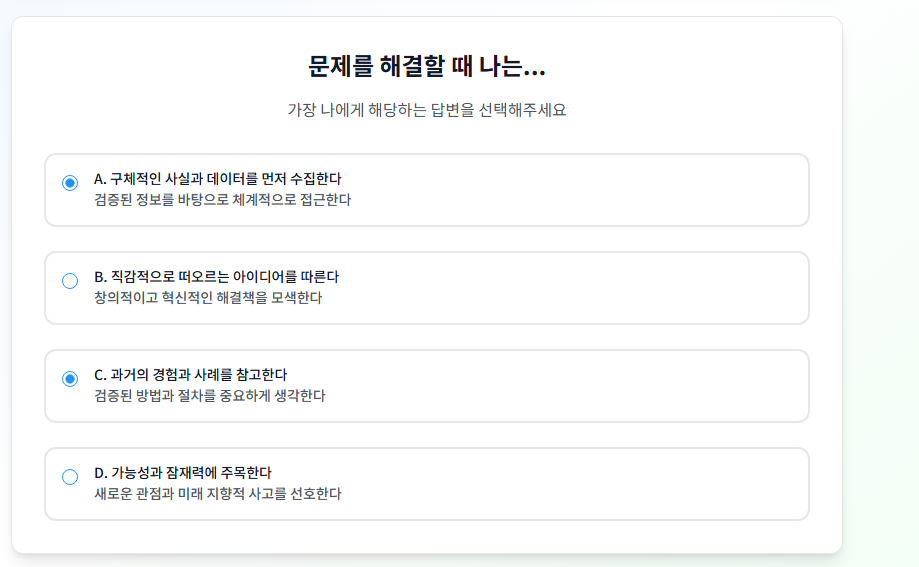 문제를 해결할 때 나는...
가장 나에게 해당하는 답변을 선택해주세요
A. 구체적인 사실과 데이터를 먼저 수집한다
검증된 정보를 바탕으로 체계적으로 접근한다
B. 직감적으로 떠오르는 아이디어를 따른다
창의적이고 혁신적인 해결책을 모색한다
C. 과거의 경험과 사례를 참고한다
검증된 방법과 절차를 중요하게 생각한다
D. 가능성과 잠재력에 주목한다
새로운 관점과 미래 지향적 사고를 선호한다